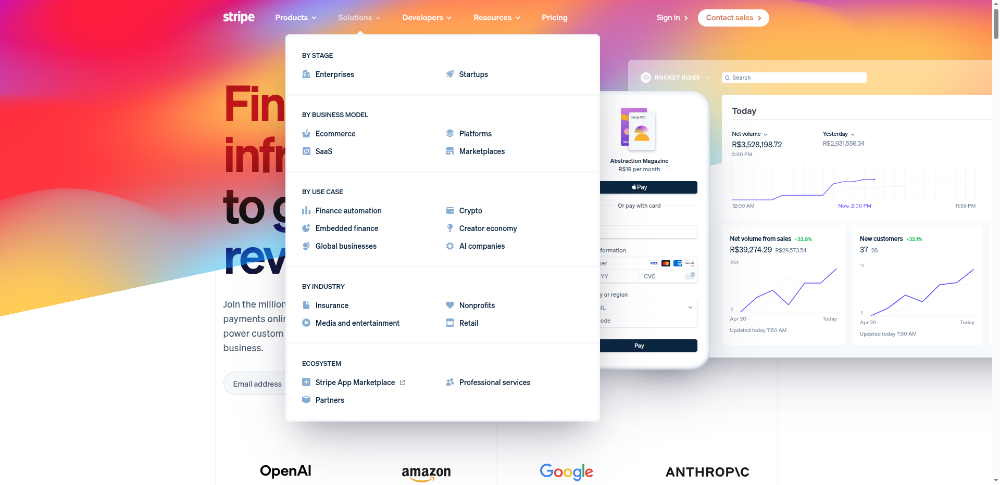 stripe
Products
Solutions
Developers
Resources
Pricing
Sign in
Contact sales
BY STAGE
Enterprises
Startups
BY BUSINESS MODEL
Ecommerce
Platforms
SaaS
Marketplaces
BY USE CASE
Finance automation
Crypto
Embedded finance
Creator economy
Global businesses
AI companies
BY INDUSTRY
Insurance
Nonprofits
Media and entertainment
Retail
ECOSYSTEM
Stripe App Marketplace
Professional services
Partners
Fin
infr
to g
rev
Join the million
payments onlin
power custom
business.
Email address
Issue 001
Abstraction Magazine
R$19 per month
Pay
Or pay with card
formation
ber
VISA
YY
CVC
y or region
SIL
code
Pay
ROCKET RIDES
Search
Today
Net volume
Yesterday
R$3,528,198.72
R$2,931,556.34
2:00 PM
12:00 AM
Now, 2:00 PM
11:59 PM
Net volume from sales +32.8%
R$39,274.29 R$29,573.54
$12k
0
Apr 20
Today
Updated today 7:50 AM
New customers +32.1%
37 28
12
0
Apr 20
Today
Updated today 7:50 AM
OpenAI
amazon
Google
ANTHROP\C